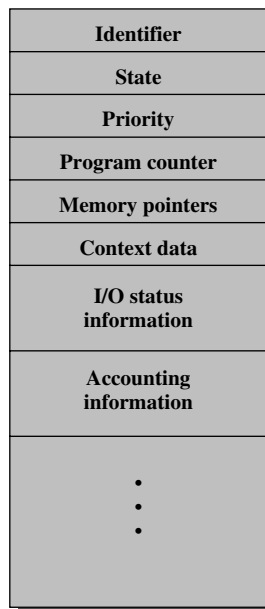 Identifier
State
Priority
Program counter
Memory pointers
Context data
I/O status
information
Accounting
information
•
•
•